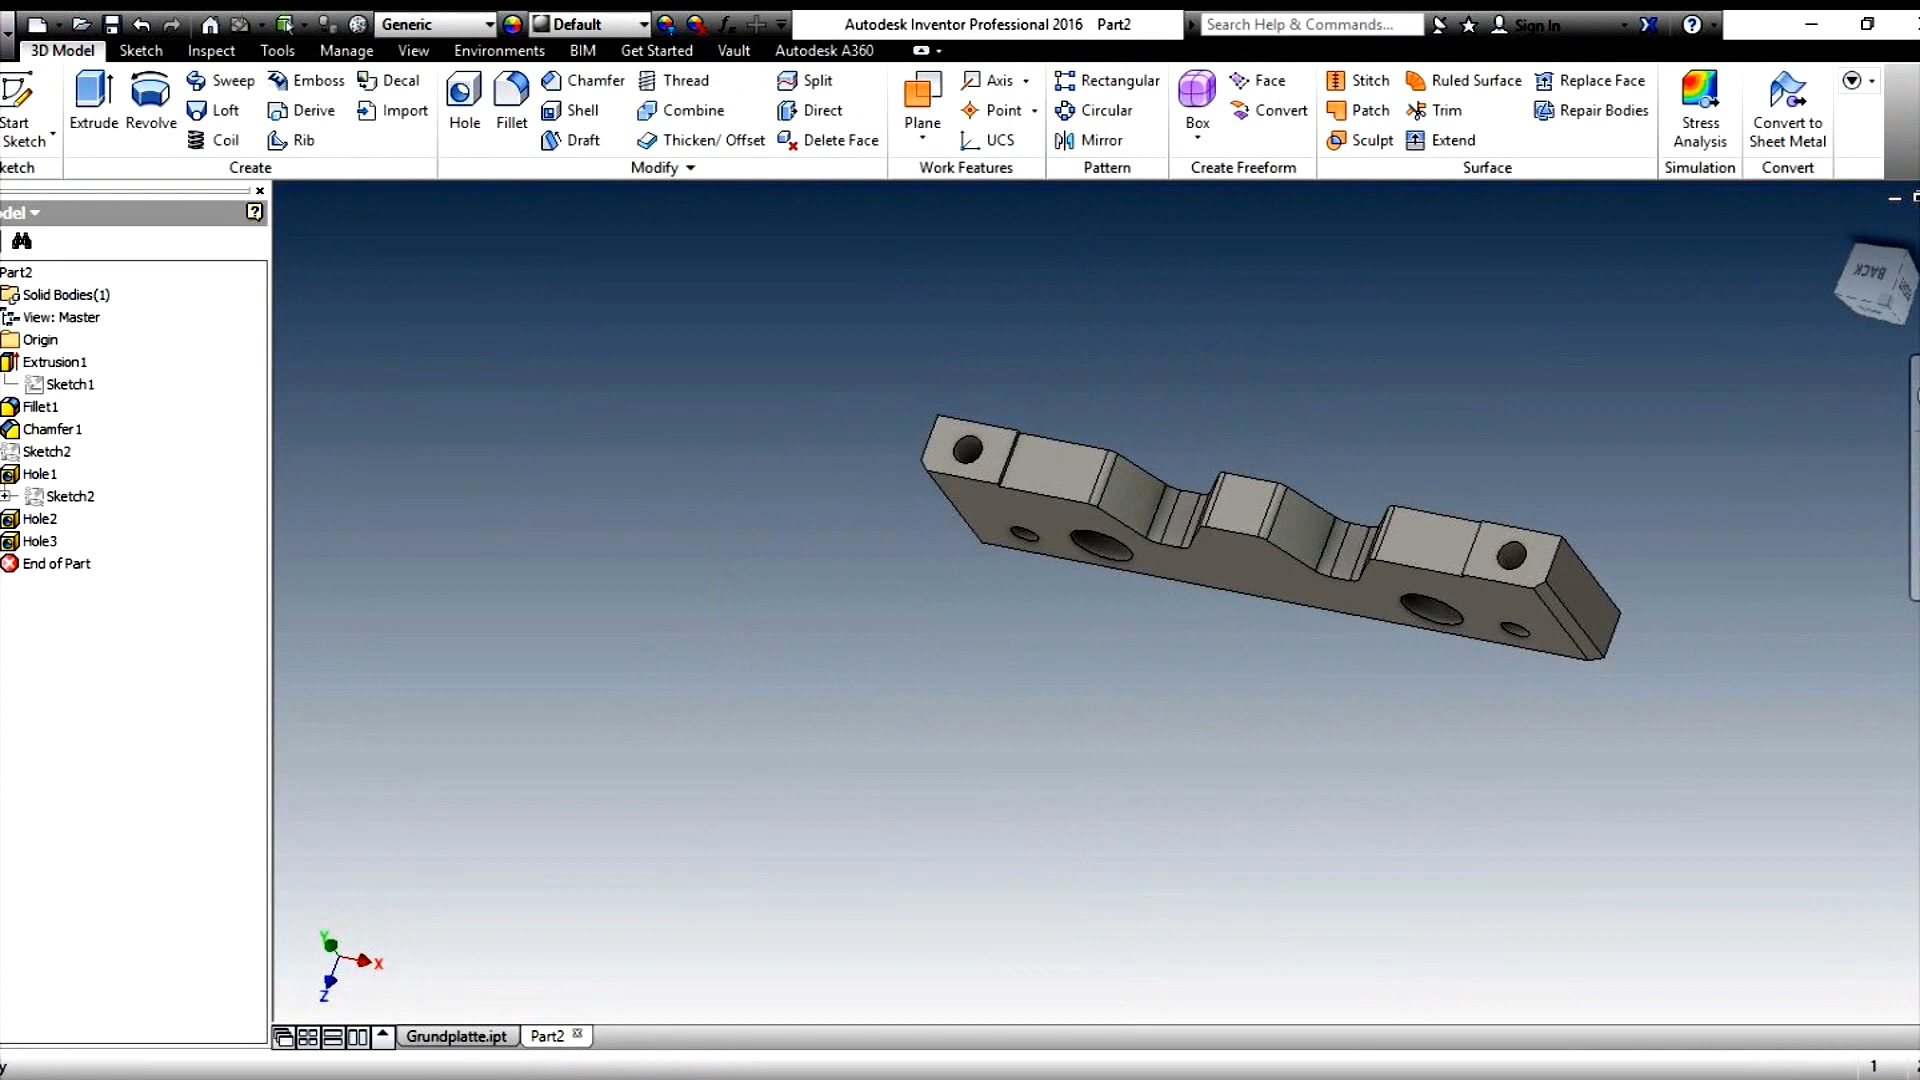 Generic
Default
Autodesk Inventor Professional 2016 Part2
Search Help & Commands...
Sign In
3D Model
Sketch
Inspect
Tools
Manage
View
Environments
BIM
Get Started
Vault
Autodesk A360
Start
Sketch
Extrude
Revolve
Sweep
Loft
Coil
Emboss
Derive
Rib
Decal
Import
Hole
Fillet
Chamfer
Shell
Draft
Thread
Combine
Thicken/ Offset
Split
Direct
Delete Face
Plane
Axis
Point
UCS
Rectangular
Circular
Mirror
Box
Face
Convert
Stitch
Patch
Sculpt
Ruled Surface
Trim
Extend
Replace Face
Repair Bodies
Stress
Analysis
Convert to
Sheet Metal
ketch
Create
Modify
Work Features
Pattern
Create Freeform
Surface
Simulation
Convert
odel
Part2
Solid Bodies(1)
View: Master
Origin
Extrusion1
Sketch1
Fillet1
Chamfer1
Sketch2
Hole1
Sketch2
Hole2
Hole3
End of Part
BACK
Y
X
Z
Grundplatte.ipt
Part2
y
1